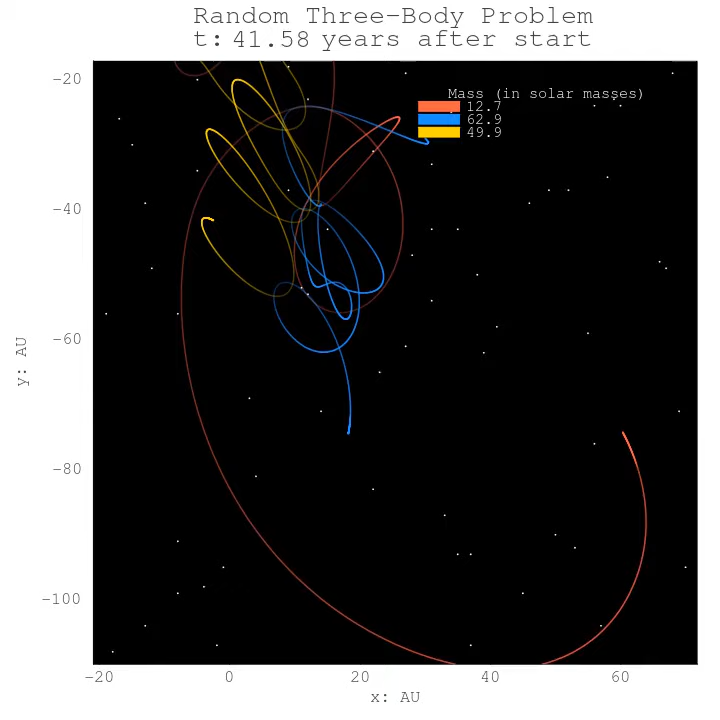 Random Three-Body Problem
t: 41.58 years after start
Mass (in solar masses)
12.7
62.9
49.9
-20
-40
-60
-80
-100
y: AU
-20 0 20 40 60
x: AU